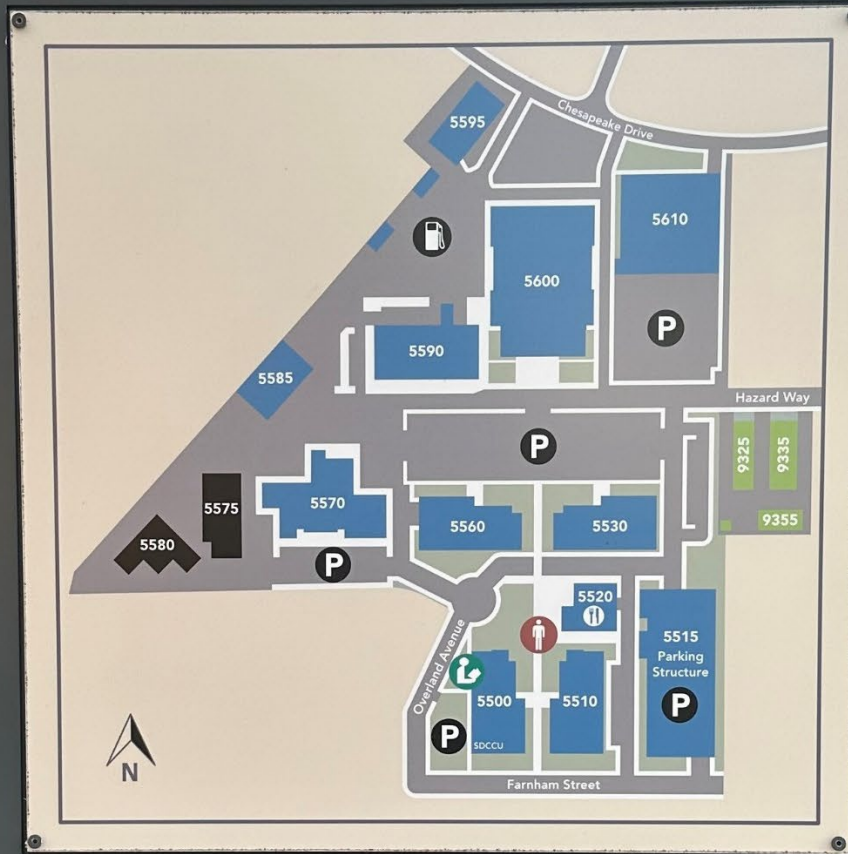 Chesapeake Drive
5595
5610
5600
P
5590
5585
Hazard Way
P
9325
9335
5575
5570
5560
5530
9355
5580
P
5520
Overland Avenue
5515
Parking
Structure
P
5500
5510
P
SDCCU
N
Farnham Street